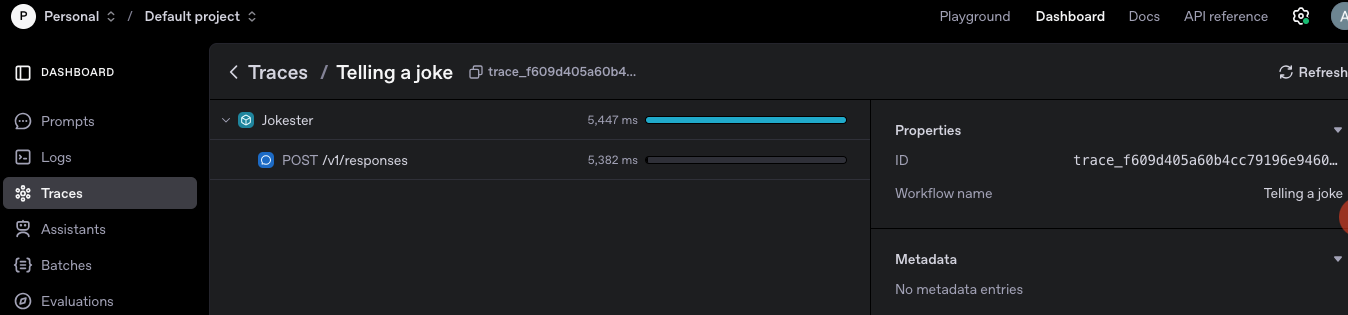 P Personal / Default project Playground Dashboard Docs API reference A
DASHBOARD
Prompts
Logs
Traces
Assistants
Batches
Evaluations
Traces / Telling a joke trace_f609d405a60b4... Refresh
Jokester 5,447 ms
POST /v1/responses 5,382 ms
Properties
ID trace_f609d405a60b4cc79196e9460…
Workflow name Telling a joke
Metadata
No metadata entries